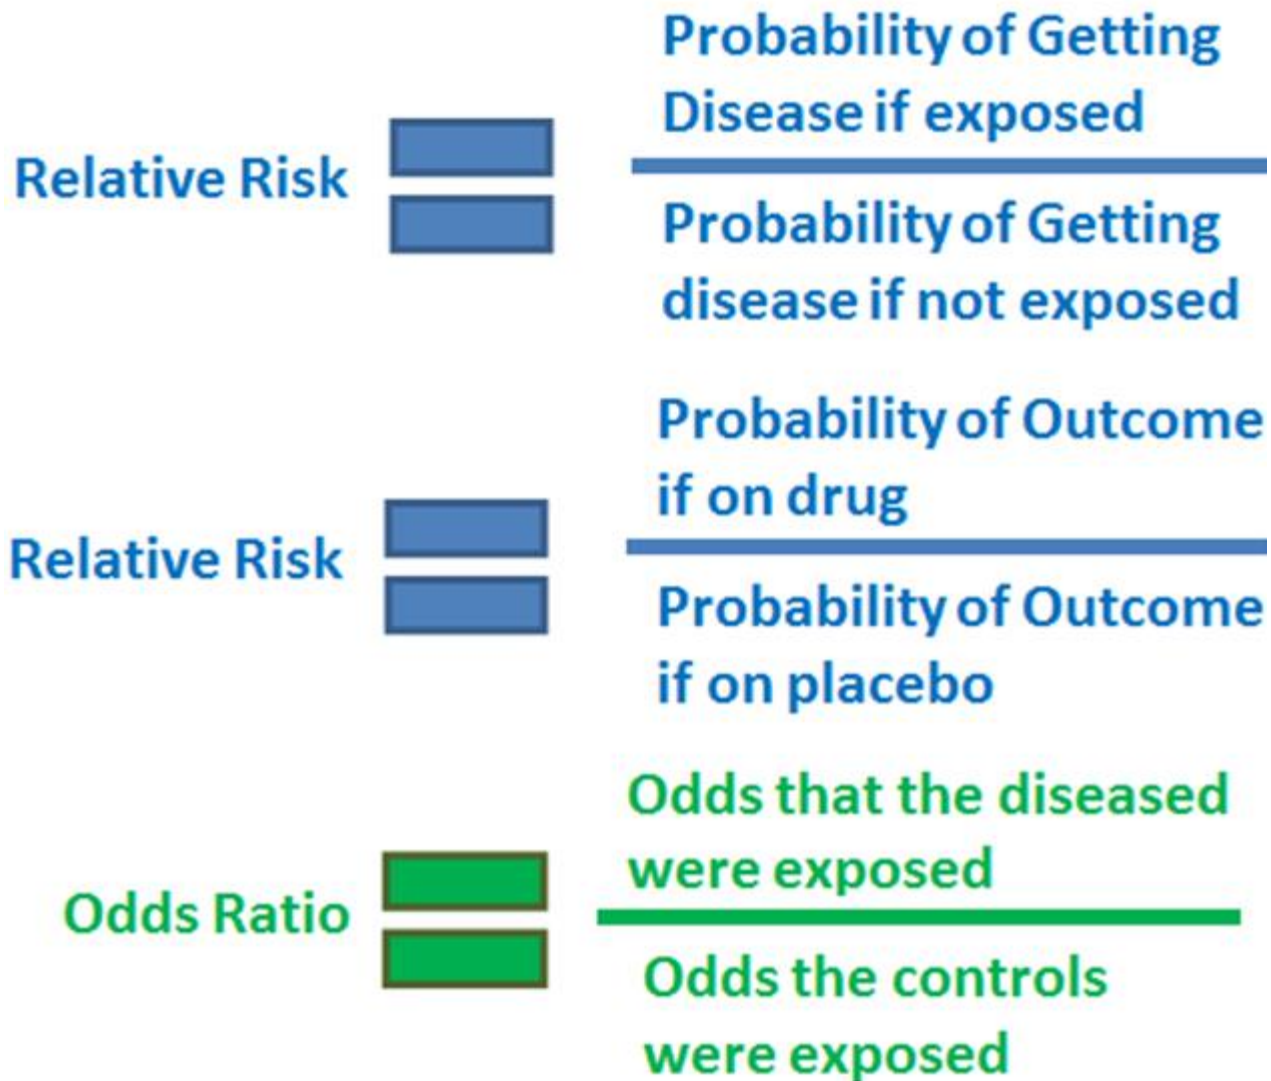 Probability of Getting
Disease if exposed
Relative Risk
Probability of Getting
disease if not exposed
Probability of Outcome
if on drug
Relative Risk
Probability of Outcome
if on placebo
Odds that the diseased
were exposed
Odds Ratio
Odds the controls
were exposed